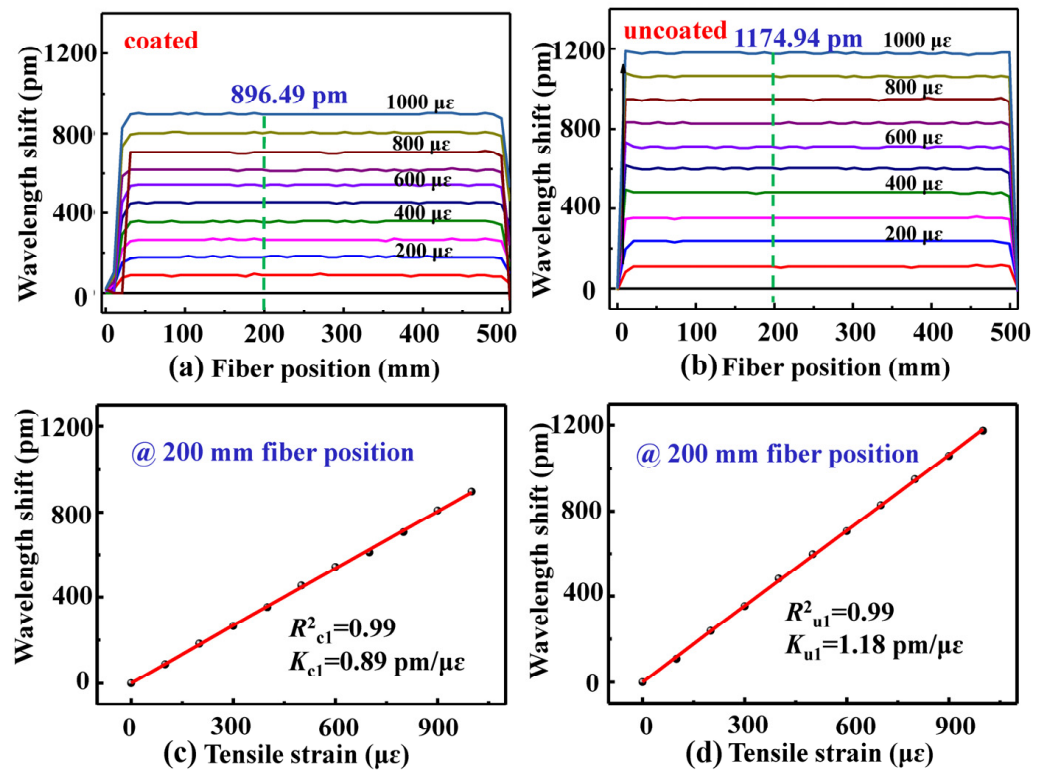 coated
896.49 pm
1000 με
800 με
600 με
400 με
200 με
Wavelength shift (pm)
1200
800
400
0
0 100 200 300 400 500
(a) Fiber position (mm)
uncoated
1174.94 pm
1000 με
800 με
600 με
400 με
200 με
Wavelength shift (pm)
1200
800
400
0
0 100 200 300 400 500
(b) Fiber position (mm)
@ 200 mm fiber position
R²c1=0.99
Kc1=0.89 pm/με
Wavelength shift (pm)
1200
800
400
0
0 300 600 900
(c) Tensile strain (με)
@ 200 mm fiber position
R²u1=0.99
Ku1=1.18 pm/με
Wavelength shift (pm)
1200
800
400
0
0 300 600 900
(d) Tensile strain (με)